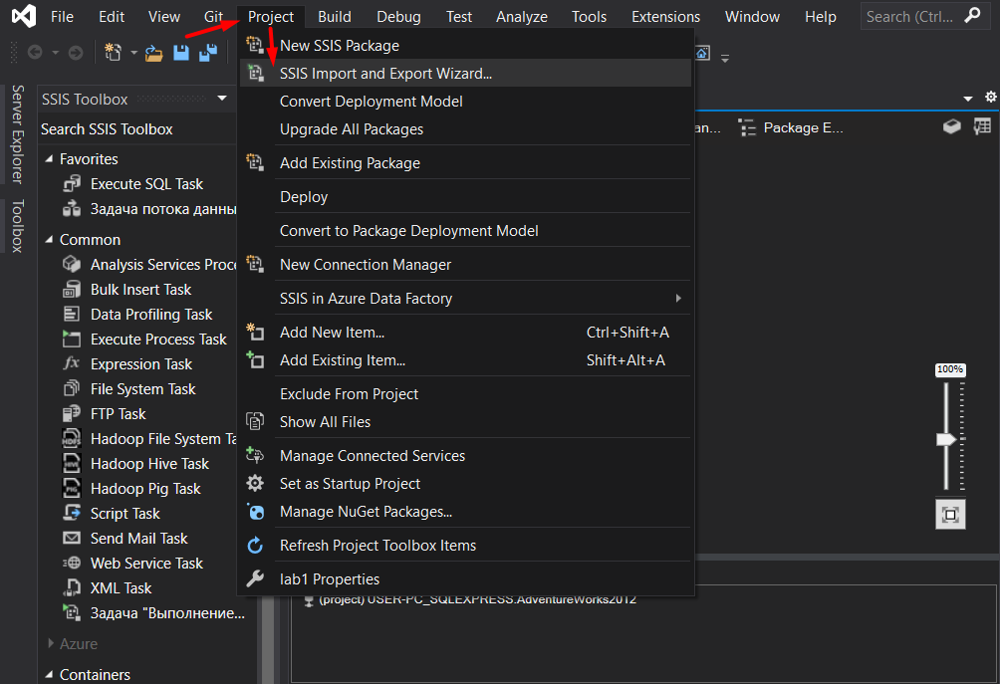 File Edit View Git Project Build Debug Test Analyze Tools Extensions Window Help Search (Ctrl...
New SSIS Package
SSIS Import and Export Wizard...
Convert Deployment Model
Upgrade All Packages
Add Existing Package
Deploy
Convert to Package Deployment Model
New Connection Manager
SSIS in Azure Data Factory
Add New Item... Ctrl+Shift+A
Add Existing Item... Shift+Alt+A
Exclude From Project
Show All Files
Manage Connected Services
Set as Startup Project
Manage NuGet Packages...
Refresh Project Toolbox Items
lab1 Properties
Server Explorer
Toolbox
SSIS Toolbox
Search SSIS Toolbox
Favorites
Execute SQL Task
Задача потока данны
Common
Analysis Services Proce
Bulk Insert Task
Data Profiling Task
Execute Process Task
Expression Task
File System Task
FTP Task
Hadoop File System Ta
Hadoop Hive Task
Hadoop Pig Task
Script Task
Send Mail Task
Web Service Task
XML Task
Задача "Выполнение...
Azure
Containers
an... Package E...
100%
(project) USER-PC_SQLEXPRESS.AdventureWorks2012